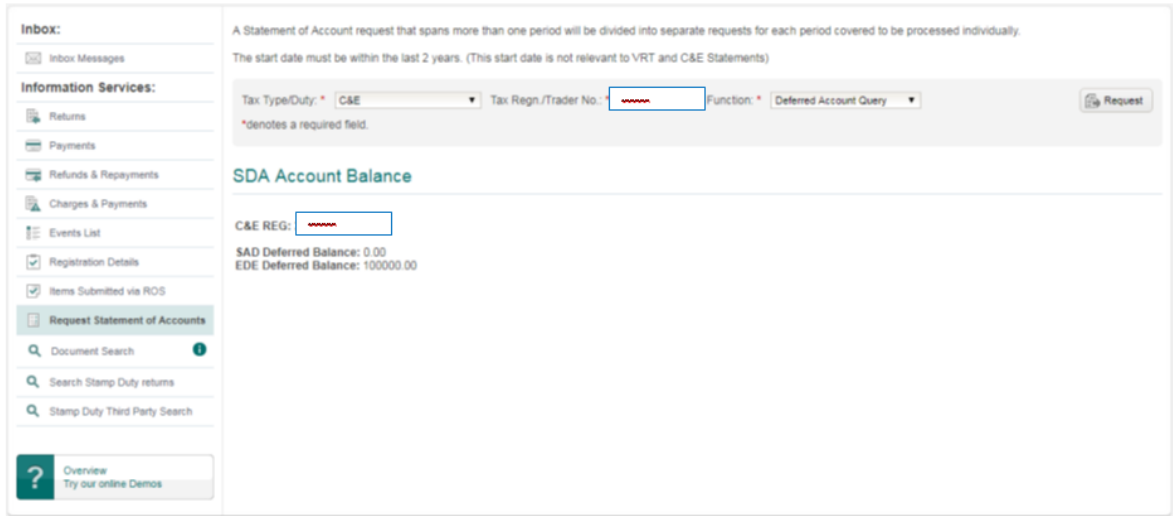 Inbox:
Inbox Messages
Information Services:
Returns
Payments
Refunds & Repayments
Charges & Payments
Events List
Registration Details
Items Submitted via ROS
Request Statement of Accounts
Document Search
Search Stamp Duty returns
Stamp Duty Third Party Search
? Overview
Try our online Demos
A Statement of Account request that spans more than one period will be divided into separate requests for each period covered to be processed individually.
The start date must be within the last 2 years. (This start date is not relevant to VRT and C&E Statements)
Tax Type/Duty: * C&E Tax Regn./Trader No.: * Function: * Deferred Account Query Request
*denotes a required field.
SDA Account Balance
C&E REG:
SAD Deferred Balance: 0.00
EDE Deferred Balance: 100000.00